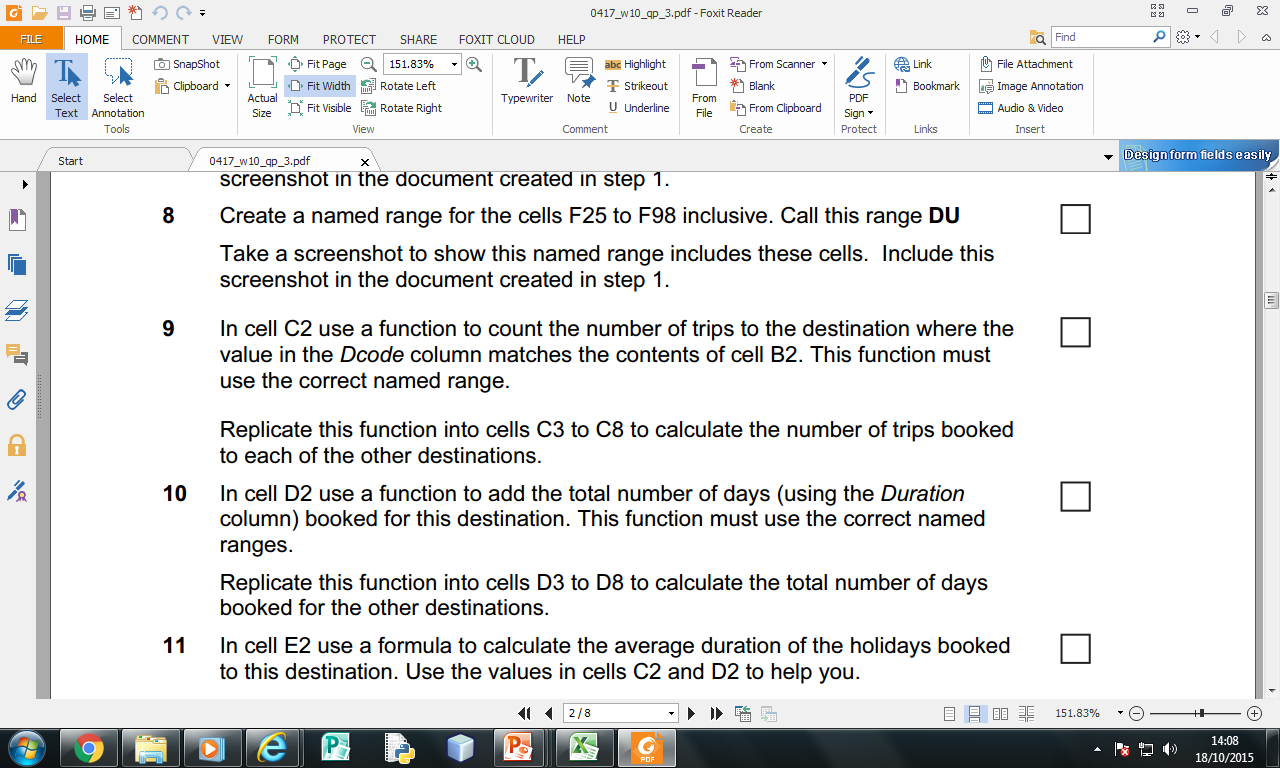 0417_w10_qp_3.pdf - Foxit Reader
FILE HOME COMMENT VIEW FORM PROTECT SHARE FOXIT CLOUD HELP Find
Hand
Select Text
Select Annotation
SnapShot
Clipboard
Tools
Actual Size
Fit Page
Fit Width
Fit Visible
151.83%
Rotate Left
Rotate Right
View
Typewriter
Note
abc Highlight
Strikeout
U Underline
Comment
From File
From Scanner
Blank
From Clipboard
Create
PDF Sign
Protect
Link
Bookmark
Links
File Attachment
Image Annotation
Audio & Video
Insert
Start 0417_w10_qp_3.pdf x Design form fields easily
screenshot in the document created in step 1.
8 Create a named range for the cells F25 to F98 inclusive. Call this range DU
Take a screenshot to show this named range includes these cells. Include this
screenshot in the document created in step 1.
9 In cell C2 use a function to count the number of trips to the destination where the
value in the Dcode column matches the contents of cell B2. This function must
use the correct named range.
Replicate this function into cells C3 to C8 to calculate the number of trips booked
to each of the other destinations.
10 In cell D2 use a function to add the total number of days (using the Duration
column) booked for this destination. This function must use the correct named
ranges.
Replicate this function into cells D3 to D8 to calculate the total number of days
booked for the other destinations.
11 In cell E2 use a formula to calculate the average duration of the holidays booked
to this destination. Use the values in cells C2 and D2 to help you.
2 / 8 151.83%
PDF
14:08
18/10/2015